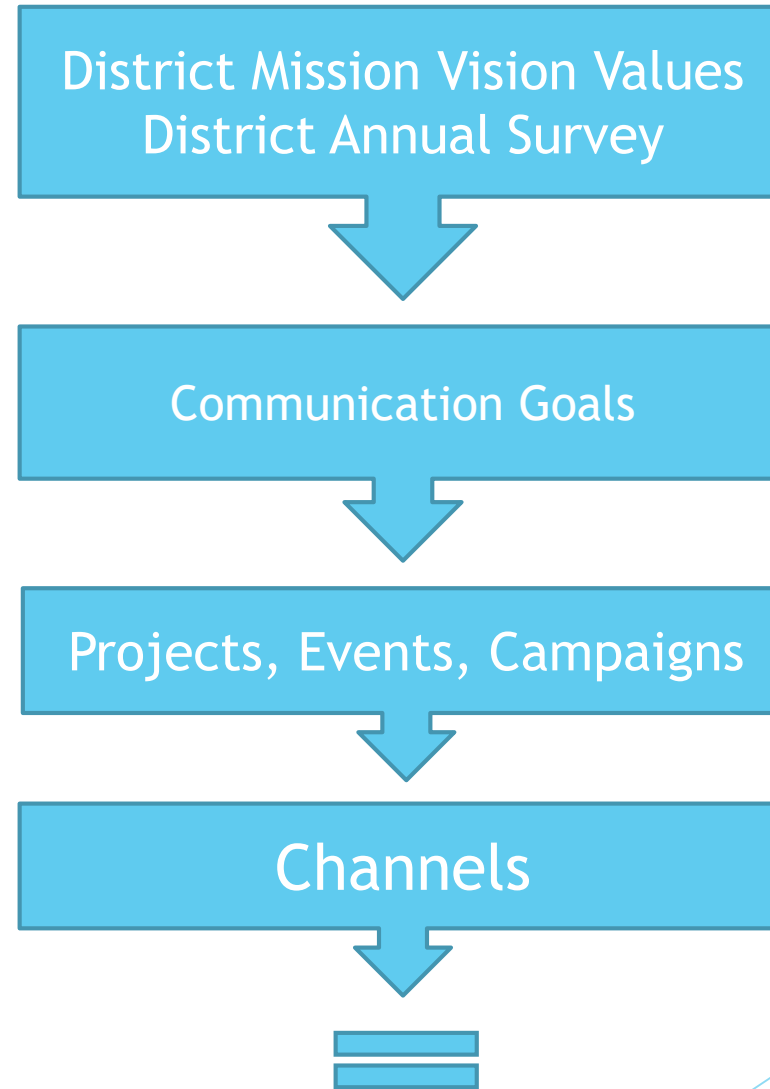 District Mission Vision Values
District Annual Survey
Communication Goals
Projects, Events, Campaigns
Channels